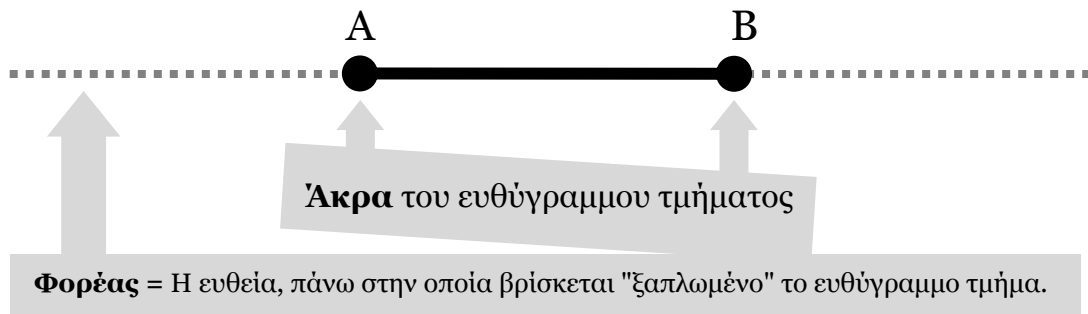 Α Β
Άκρα του ευθύγραμμου τμήματος
Φορέας = Η ευθεία, πάνω στην οποία βρίσκεται "ξαπλωμένο" το ευθύγραμμο τμήμα.